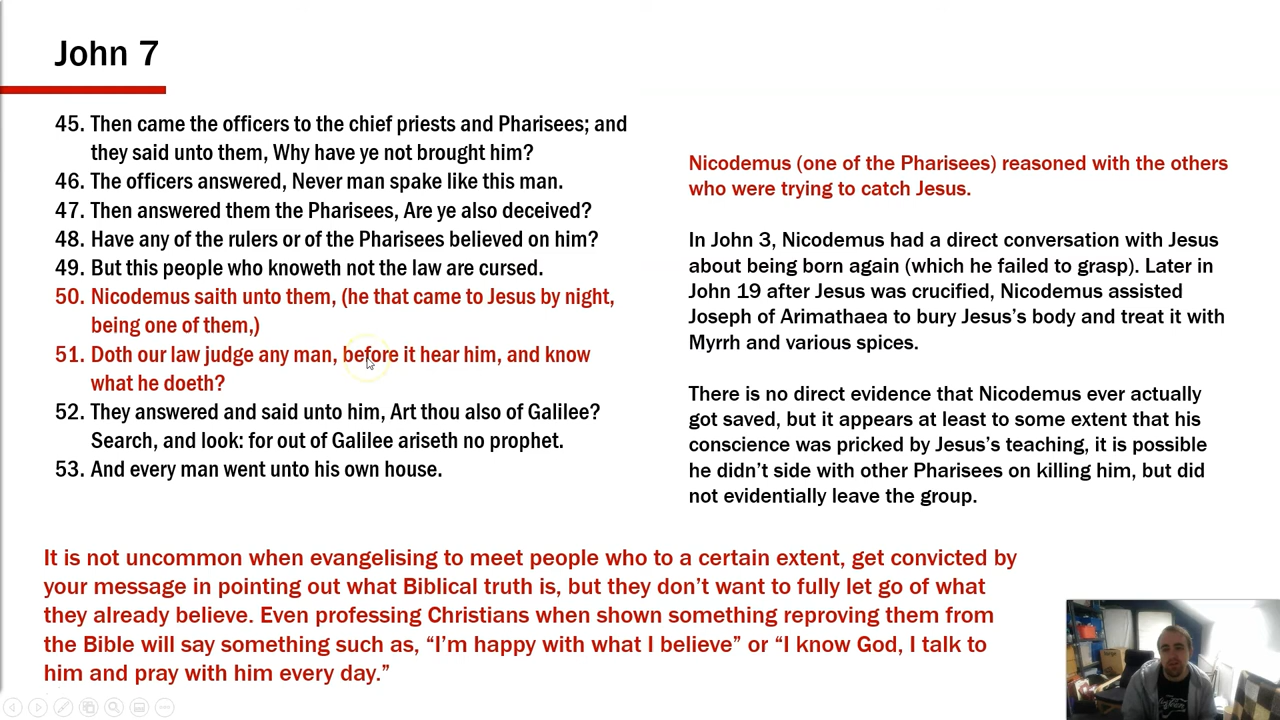 John 7
45. Then came the officers to the chief priests and Pharisees; and
they said unto them, Why have ye not brought him?
46. The officers answered, Never man spake like this man.
47. Then answered them the Pharisees, Are ye also deceived?
48. Have any of the rulers or of the Pharisees believed on him?
49. But this people who knoweth not the law are cursed.
50. Nicodemus saith unto them, (he that came to Jesus by night,
being one of them,)
51. Doth our law judge any man, before it hear him, and know
what he doeth?
52. They answered and said unto him, Art thou also of Galilee?
Search, and look: for out of Galilee ariseth no prophet.
53. And every man went unto his own house.
Nicodemus (one of the Pharisees) reasoned with the others
who were trying to catch Jesus.
In John 3, Nicodemus had a direct conversation with Jesus
about being born again (which he failed to grasp). Later in
John 19 after Jesus was crucified, Nicodemus assisted
Joseph of Arimathaea to bury Jesus's body and treat it with
Myrrh and various spices.
There is no direct evidence that Nicodemus ever actually
got saved, but it appears at least to some extent that his
conscience was pricked by Jesus's teaching, it is possible
he didn't side with other Pharisees on killing him, but did
not evidentially leave the group.
It is not uncommon when evangelising to meet people who to a certain extent, get convicted by
your message in pointing out what Biblical truth is, but they don't want to fully let go of what
they already believe. Even professing Christians when shown something reproving them from
the Bible will say something such as, “I'm happy with what I believe” or “I know God, I talk to
him and pray with him every day.”